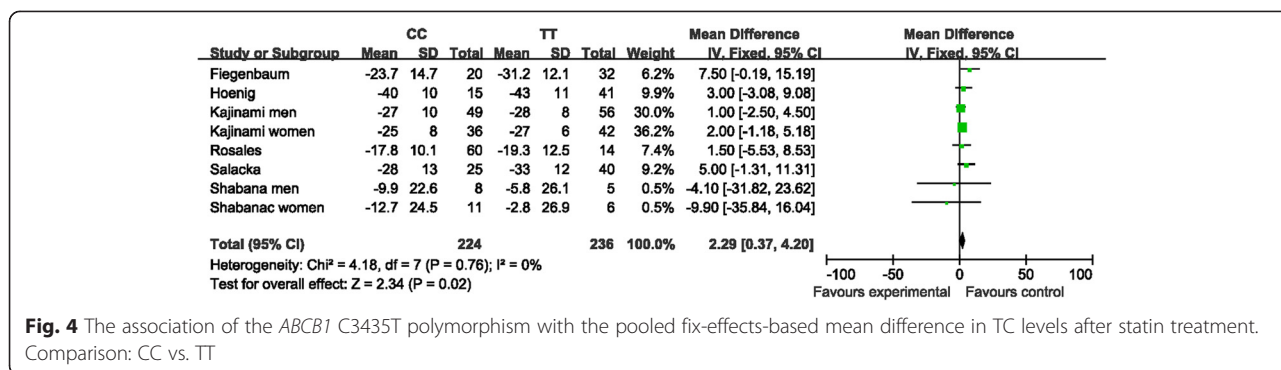 CC TT Mean Difference Mean Difference
Study or Subgroup Mean SD Total Mean SD Total Weight IV, Fixed, 95% CI IV, Fixed, 95% CI
Fiegenbaum -23.7 14.7 20 -31.2 12.1 32 6.2% 7.50 [-0.19, 15.19]
Hoenig -40 10 15 -43 11 41 9.9% 3.00 [-3.08, 9.08]
Kajinami men -27 10 49 -28 8 56 30.0% 1.00 [-2.50, 4.50]
Kajinami women -25 8 36 -27 6 42 36.2% 2.00 [-1.18, 5.18]
Rosales -17.8 10.1 60 -19.3 12.5 14 7.4% 1.50 [-5.53, 8.53]
Salacka -28 13 25 -33 12 40 9.2% 5.00 [-1.31, 11.31]
Shabana men -9.9 22.6 8 -5.8 26.1 5 0.5% -4.10 [-31.82, 23.62]
Shabanac women -12.7 24.5 11 -2.8 26.9 6 0.5% -9.90 [-35.84, 16.04]
Total (95% CI) 224 236 100.0% 2.29 [0.37, 4.20]
Heterogeneity: Chi² = 4.18, df = 7 (P = 0.76); I² = 0%
Test for overall effect: Z = 2.34 (P = 0.02)
-100 -50 0 50 100
Favours experimental Favours control
Fig. 4 The association of the ABCB1 C3435T polymorphism with the pooled fix-effects-based mean difference in TC levels after statin treatment.
Comparison: CC vs. TT